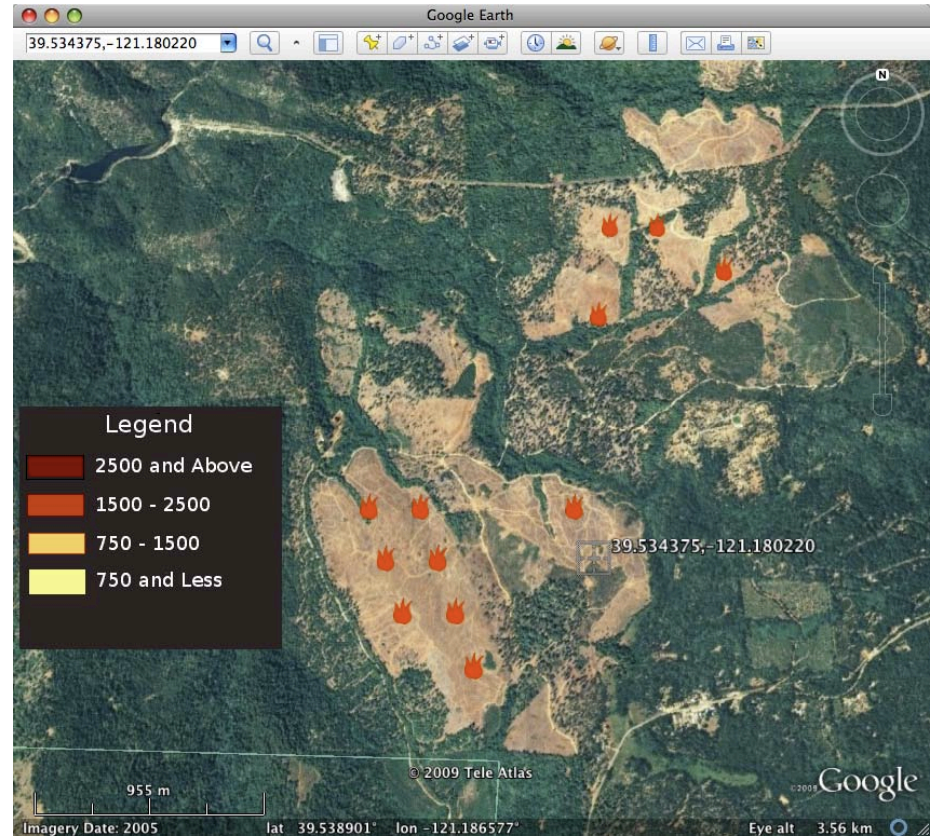 Google Earth
39.534375,-121.180220
N
Legend
2500 and Above
1500 - 2500
750 - 1500
750 and Less
39.534375,-121.180220
© 2009 Tele Atlas
955 m
©2009 Google
Imagery Date: 2005 lat 39.538901° lon -121.186577° Eye alt 3.56 km